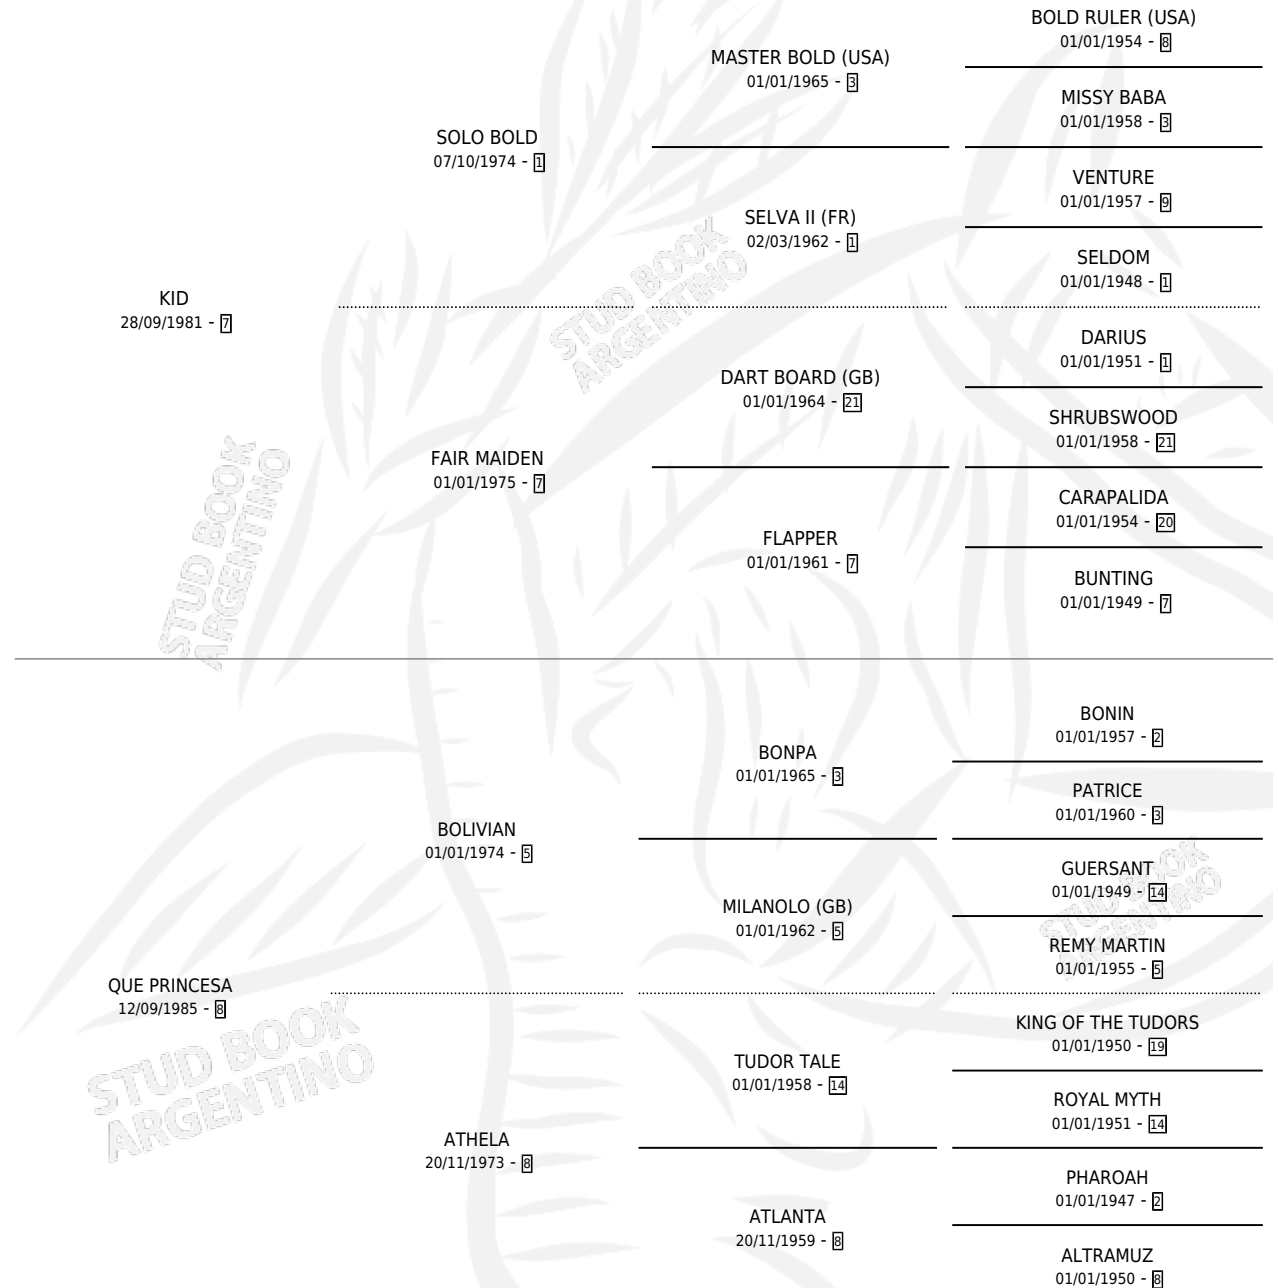 BOLD RULER (USA)
01/01/1954 - 8
MASTER BOLD (USA)
01/01/1965 - 3
MISSY BABA
01/01/1958 - 3
SOLO BOLD
07/10/1974 - 1
VENTURE
01/01/1957 - 9
SELVA II (FR)
02/03/1962 - 1
SELDOM
01/01/1948 - 1
STUD BOOK
ARGENTINO
KID
28/09/1981 - 7
DARIUS
01/01/1951 - 1
DART BOARD (GB)
01/01/1964 - 21
SHRUBSWOOD
01/01/1958 - 21
FAIR MAIDEN
01/01/1975 - 7
CARAPALIDA
01/01/1954 - 20
FLAPPER
01/01/1961 - 7
BUNTING
01/01/1949 - 7
STUD BOOK
ARGENTINO
BONIN
01/01/1957 - 2
BONPA
01/01/1965 - 3
PATRICE
01/01/1960 - 3
BOLIVIAN
01/01/1974 - 5
GUERSANT
01/01/1949 - 14
MILANOLO (GB)
01/01/1962 - 5
STUD BOOK
ARGENTINO
REMY MARTIN
01/01/1955 - 5
QUE PRINCESA
12/09/1985 - 8
KING OF THE TUDORS
01/01/1950 - 19
STUD BOOK
ARGENTINO
TUDOR TALE
01/01/1958 - 14
ROYAL MYTH
01/01/1951 - 14
ATHELA
20/11/1973 - 8
PHAROAH
01/01/1947 - 2
ATLANTA
20/11/1959 - 8
ALTRAMUZ
01/01/1950 - 8